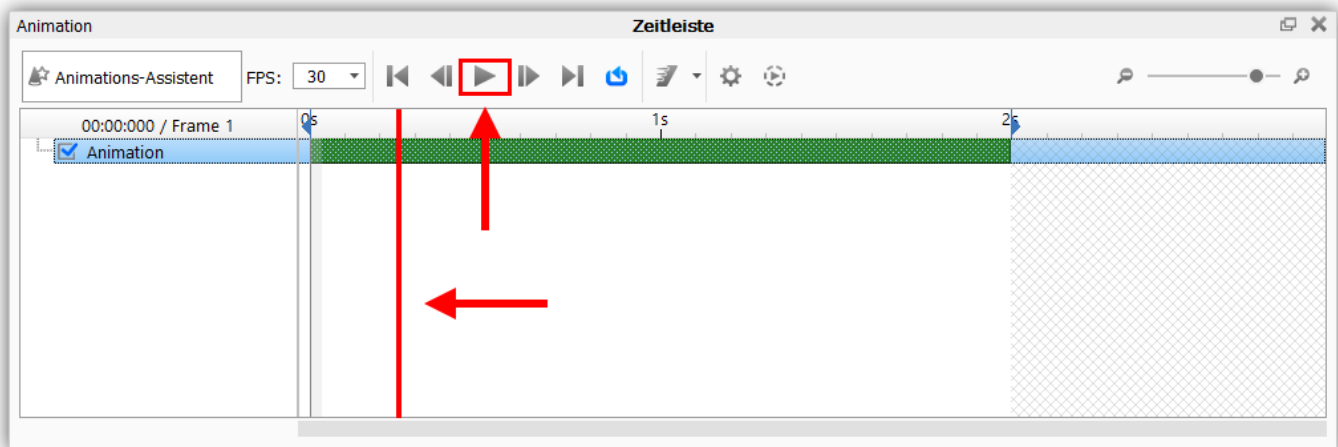 Animation
Zeitleiste
Animations-Assistent
FPS: 30
00:00:000 / Frame 1
0s
1s
2s
Animation